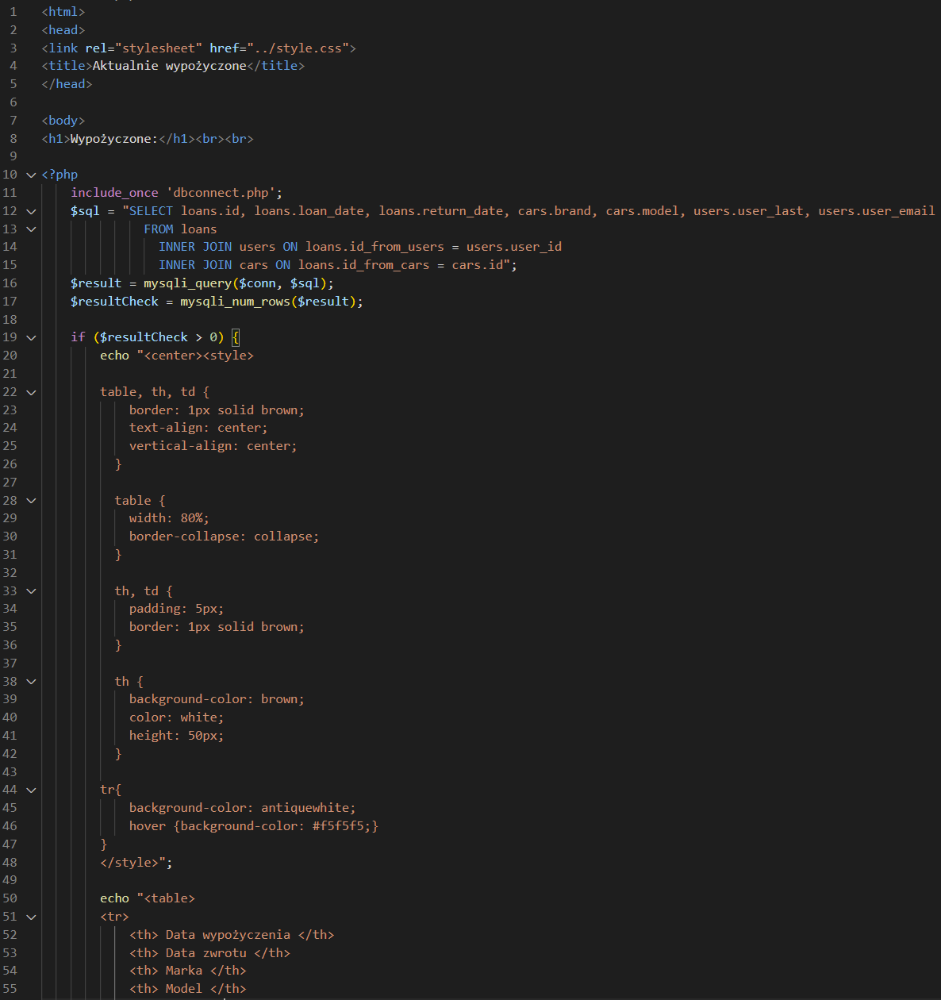 1 <html>
2 <head>
3 <link rel="stylesheet" href="../style.css">
4 <title>Aktualnie wypożyczone</title>
5 </head>
6
7 <body>
8 <h1>Wypożyczone:</h1><br><br>
9
10 <?php
11 include_once 'dbconnect.php';
12 $sql = "SELECT loans.id, loans.loan_date, loans.return_date, cars.brand, cars.model, users.user_last, users.user_email
13 FROM loans
14 INNER JOIN users ON loans.id_from_users = users.user_id
15 INNER JOIN cars ON loans.id_from_cars = cars.id";
16 $result = mysqli_query($conn, $sql);
17 $resultCheck = mysqli_num_rows($result);
18
19 if ($resultCheck > 0) {
20 echo "<center><style>
21
22 table, th, td {
23 border: 1px solid brown;
24 text-align: center;
25 vertical-align: center;
26 }
27
28 table {
29 width: 80%;
30 border-collapse: collapse;
31 }
32
33 th, td {
34 padding: 5px;
35 border: 1px solid brown;
36 }
37
38 th {
39 background-color: brown;
40 color: white;
41 height: 50px;
42 }
43
44 tr{
45 background-color: antiquewhite;
46 hover {background-color: #f5f5f5;}
47 }
48 </style>";
49
50 echo "<table>
51 <tr>
52 <th> Data wypożyczenia </th>
53 <th> Data zwrotu </th>
54 <th> Marka </th>
55 <th> Model </th>